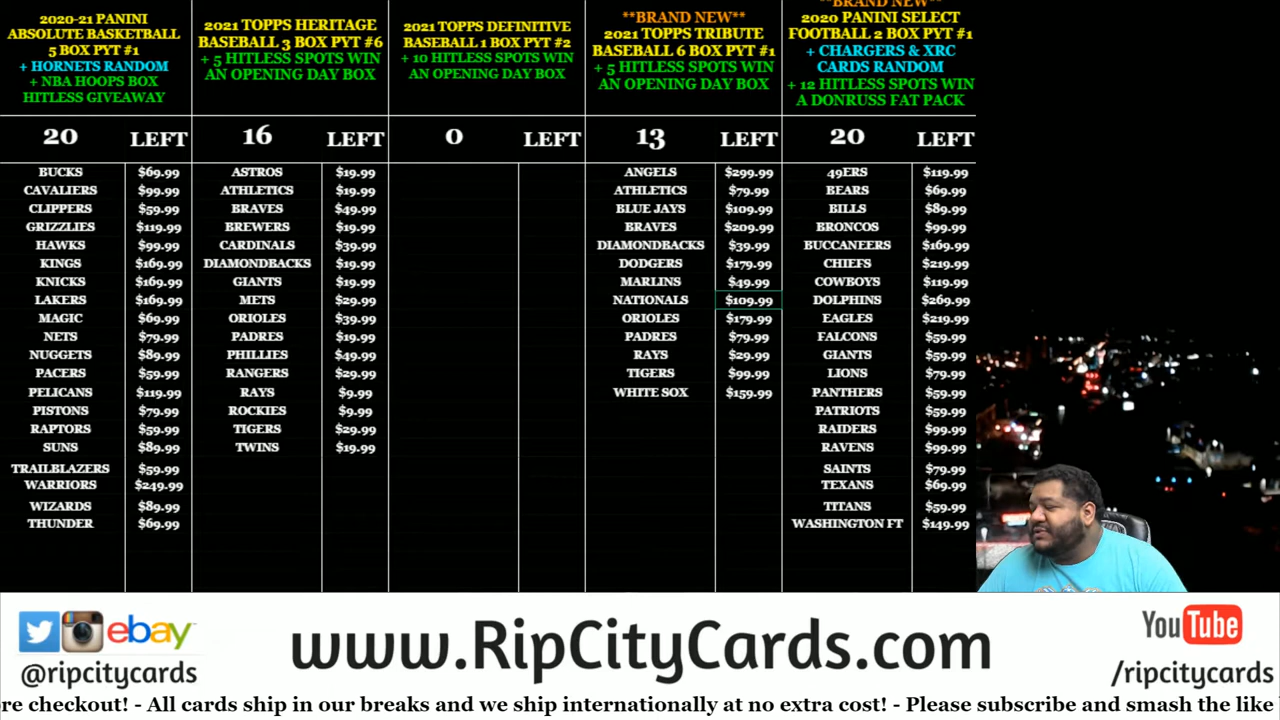 2020-21 PANINI
ABSOLUTE BASKETBALL
5 BOX PYT #1
+ HORNETS RANDOM
+ NBA HOOPS BOX
HITLESS GIVEAWAY
20 LEFT
BUCKS $69.99
CAVALIERS $99.99
CLIPPERS $59.99
GRIZZLIES $119.99
HAWKS $99.99
KINGS $169.99
KNICKS $169.99
LAKERS $169.99
MAGIC $69.99
NETS $79.99
NUGGETS $89.99
PACERS $59.99
PELICANS $119.99
PISTONS $79.99
RAPTORS $59.99
SUNS $89.99
TRAILBLAZERS $59.99
WARRIORS $249.99
WIZARDS $89.99
THUNDER $69.99
2021 TOPPS HERITAGE
BASEBALL 3 BOX PYT #6
+ 5 HITLESS SPOTS WIN
AN OPENING DAY BOX
16 LEFT
ASTROS $19.99
ATHLETICS $19.99
BRAVES $49.99
BREWERS $19.99
CARDINALS $39.99
DIAMONDBACKS $19.99
GIANTS $19.99
METS $29.99
ORIOLES $39.99
PADRES $19.99
PHILLIES $49.99
RANGERS $29.99
RAYS $9.99
ROCKIES $9.99
TIGERS $29.99
TWINS $19.99
2021 TOPPS DEFINITIVE
BASEBALL 1 BOX PYT #2
+ 10 HITLESS SPOTS WIN
AN OPENING DAY BOX
0 LEFT
**BRAND NEW**
2021 TOPPS TRIBUTE
BASEBALL 6 BOX PYT #1
+ 5 HITLESS SPOTS WIN
AN OPENING DAY BOX
13 LEFT
ANGELS $299.99
ATHLETICS $79.99
BLUE JAYS $109.99
BRAVES $209.99
DIAMONDBACKS $39.99
DODGERS $179.99
MARLINS $49.99
NATIONALS $109.99
ORIOLES $179.99
PADRES $79.99
RAYS $29.99
TIGERS $99.99
WHITE SOX $159.99
**BRAND NEW**
2020 PANINI SELECT
FOOTBALL 2 BOX PYT #1
+ CHARGERS & XRC
CARDS RANDOM
+ 12 HITLESS SPOTS WIN
A DONRUSS FAT PACK
20 LEFT
49ERS $119.99
BEARS $69.99
BILLS $89.99
BRONCOS $99.99
BUCCANEERS $169.99
CHIEFS $219.99
COWBOYS $119.99
DOLPHINS $269.99
EAGLES $219.99
FALCONS $59.99
GIANTS $59.99
LIONS $79.99
PANTHERS $59.99
PATRIOTS $59.99
RAIDERS $99.99
RAVENS $99.99
SAINTS $79.99
TEXANS $69.99
TITANS $59.99
WASHINGTON FT $149.99
ebay
@ripcitycards
www.RipCityCards.com
YouTube
/ripcitycards
re checkout! - All cards ship in our breaks and we ship internationally at no extra cost! - Please subscribe and smash the like